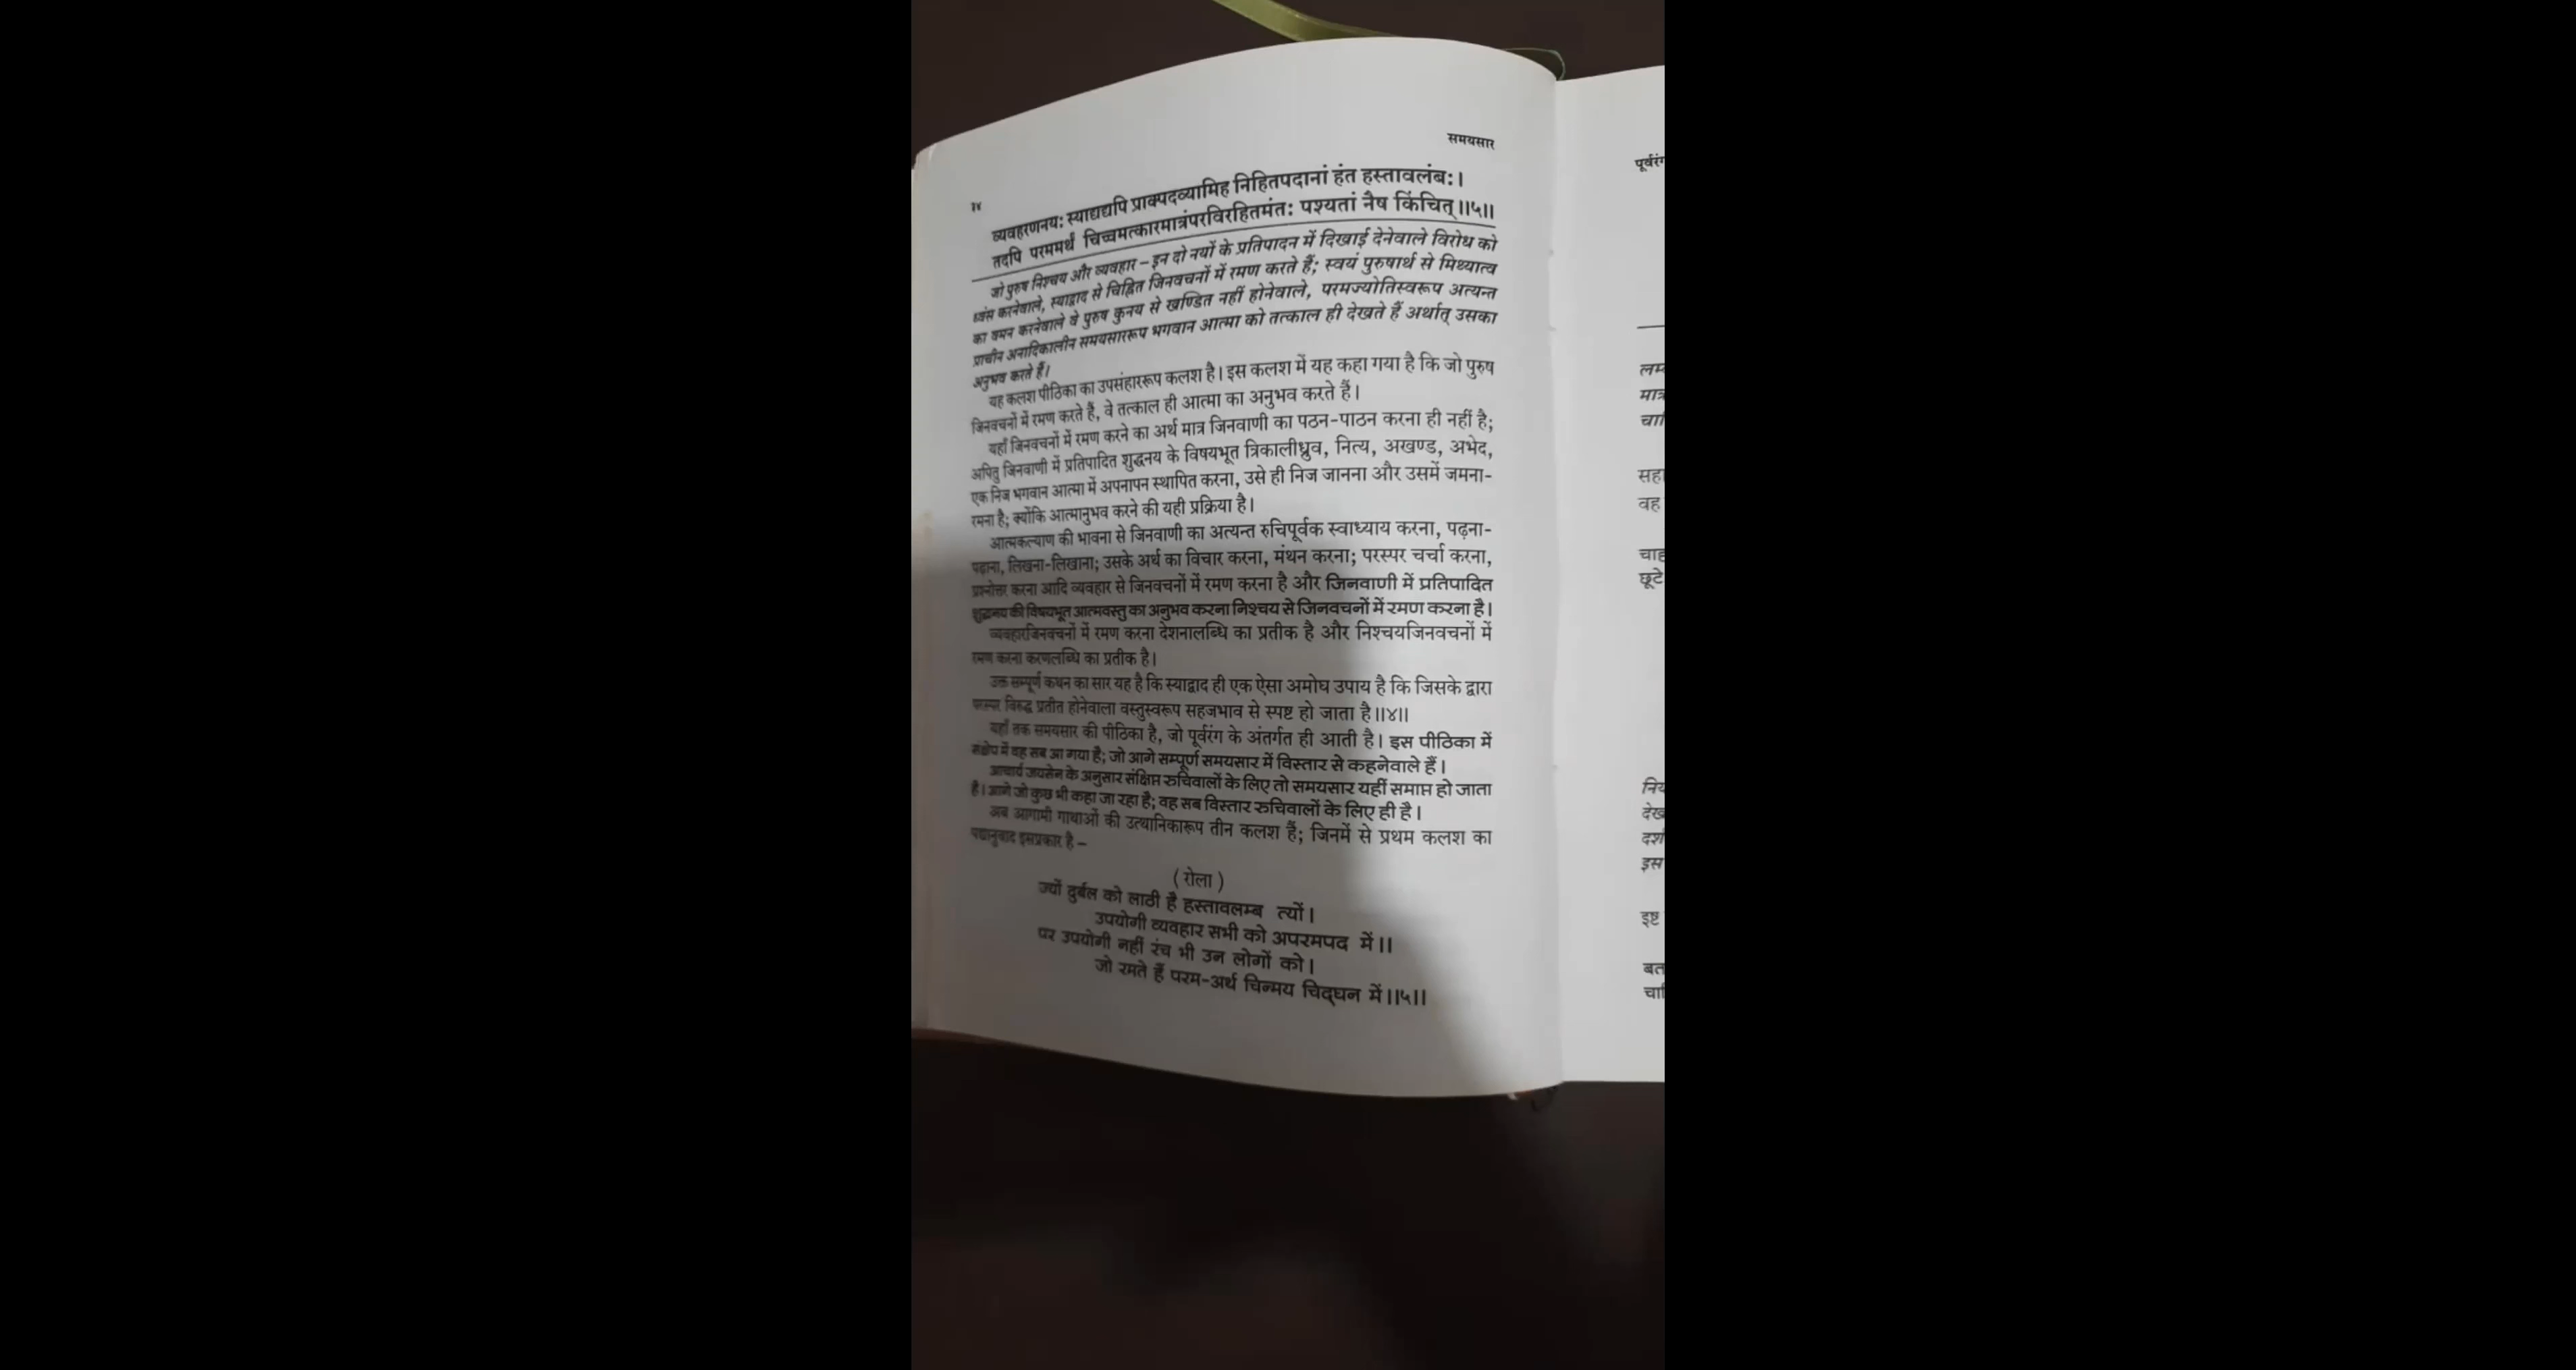 समयसार
३४
व्यवहरणनयः स्याद्यद्यपि प्राक्पदव्यामिह निहितपदानां हंत हस्तावलंबः।
तदपि परममर्थं चिच्चमत्कारमात्रंपरविरहितमंतः पश्यतां नैष किंचित्॥५॥
जो पुरुष निश्चय और व्यवहार – इन दो नयों के प्रतिपादन में दिखाई देनेवाले विरोध को
ध्वंस करनेवाले, स्याद्वाद से चिह्नित जिनवचनों में रमण करते हैं; स्वयं पुरुषार्थ से मिथ्यात्व
का वमन करनेवाले वे पुरुष कुनय से खण्डित नहीं होनेवाले, परमज्योतिस्वरूप अत्यन्त
प्राचीन अनादिकालीन समयसाररूप भगवान आत्मा को तत्काल ही देखते हैं अर्थात् उसका
अनुभव करते हैं।
यह कलश पीठिका का उपसंहाररूप कलश है। इस कलश में यह कहा गया है कि जो पुरुष
जिनवचनों में रमण करते हैं, वे तत्काल ही आत्मा का अनुभव करते हैं।
यहाँ जिनवचनों में रमण करने का अर्थ मात्र जिनवाणी का पठन-पाठन करना ही नहीं है;
अपितु जिनवाणी में प्रतिपादित शुद्धनय के विषयभूत त्रिकालीध्रुव, नित्य, अखण्ड, अभेद,
एक निज भगवान आत्मा में अपनापन स्थापित करना, उसे ही निज जानना और उसमें जमना-
रमना है; क्योंकि आत्मानुभव करने की यही प्रक्रिया है।
आत्मकल्याण की भावना से जिनवाणी का अत्यन्त रुचिपूर्वक स्वाध्याय करना, पढ़ना-
पढ़ाना, लिखना-लिखाना; उसके अर्थ का विचार करना, मंथन करना; परस्पर चर्चा करना,
प्रश्नोत्तर करना आदि व्यवहार से जिनवचनों में रमण करना है और जिनवाणी में प्रतिपादित
शुद्धनय की विषयभूत आत्मवस्तु का अनुभव करना निश्चय से जिनवचनों में रमण करना है।
व्यवहारजिनवचनों में रमण करना देशनालब्धि का प्रतीक है और निश्चयजिनवचनों में
रमण करना करणलब्धि का प्रतीक है।
उक्त सम्पूर्ण कथन का सार यह है कि स्याद्वाद ही एक ऐसा अमोघ उपाय है कि जिसके द्वारा
परस्पर विरुद्ध प्रतीत होनेवाला वस्तुस्वरूप सहजभाव से स्पष्ट हो जाता है॥४॥
यहाँ तक समयसार की पीठिका है, जो पूर्वरंग के अंतर्गत ही आती है। इस पीठिका में
संक्षेप में वह सब आ गया है; जो आगे सम्पूर्ण समयसार में विस्तार से कहनेवाले हैं।
आचार्य जयसेन के अनुसार संक्षिप्त रुचिवालों के लिए तो समयसार यहीं समाप्त हो जाता
है। आगे जो कुछ भी कहा जा रहा है; वह सब विस्तार रुचिवालों के लिए ही है।
अब आगामी गाथाओं की उत्थानिकारूप तीन कलश हैं; जिनमें से प्रथम कलश का
पद्यानुवाद इसप्रकार है –
( रोला )
ज्यों दुर्बल को लाठी है हस्तावलम्ब त्यों।
उपयोगी व्यवहार सभी को अपरमपद में।।
पर उपयोगी नहीं रंच भी उन लोगों को।
जो रमते हैं परम-अर्थ चिन्मय चिद्घन में।।५।।
लम
मात्र
चा
सहा
वह
चाह
छूटे
देख
दर्श
इस
इष्ट
बत